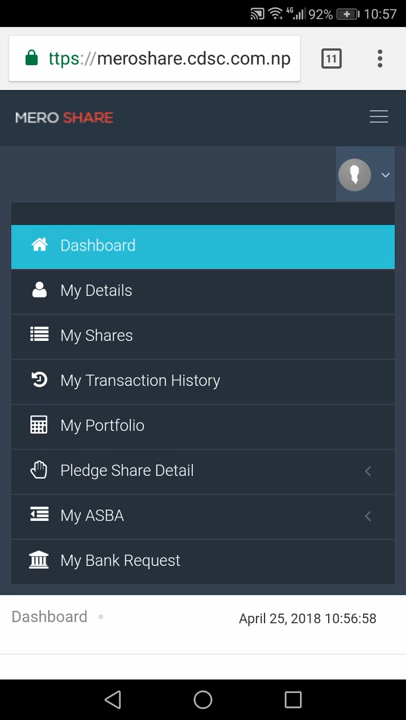 4G 92% 10:57
ttps://meroshare.cdsc.com.np
11
MERO SHARE
Dashboard
My Details
My Shares
My Transaction History
My Portfolio
Pledge Share Detail
My ASBA
My Bank Request
Dashboard
April 25, 2018 10:56:58